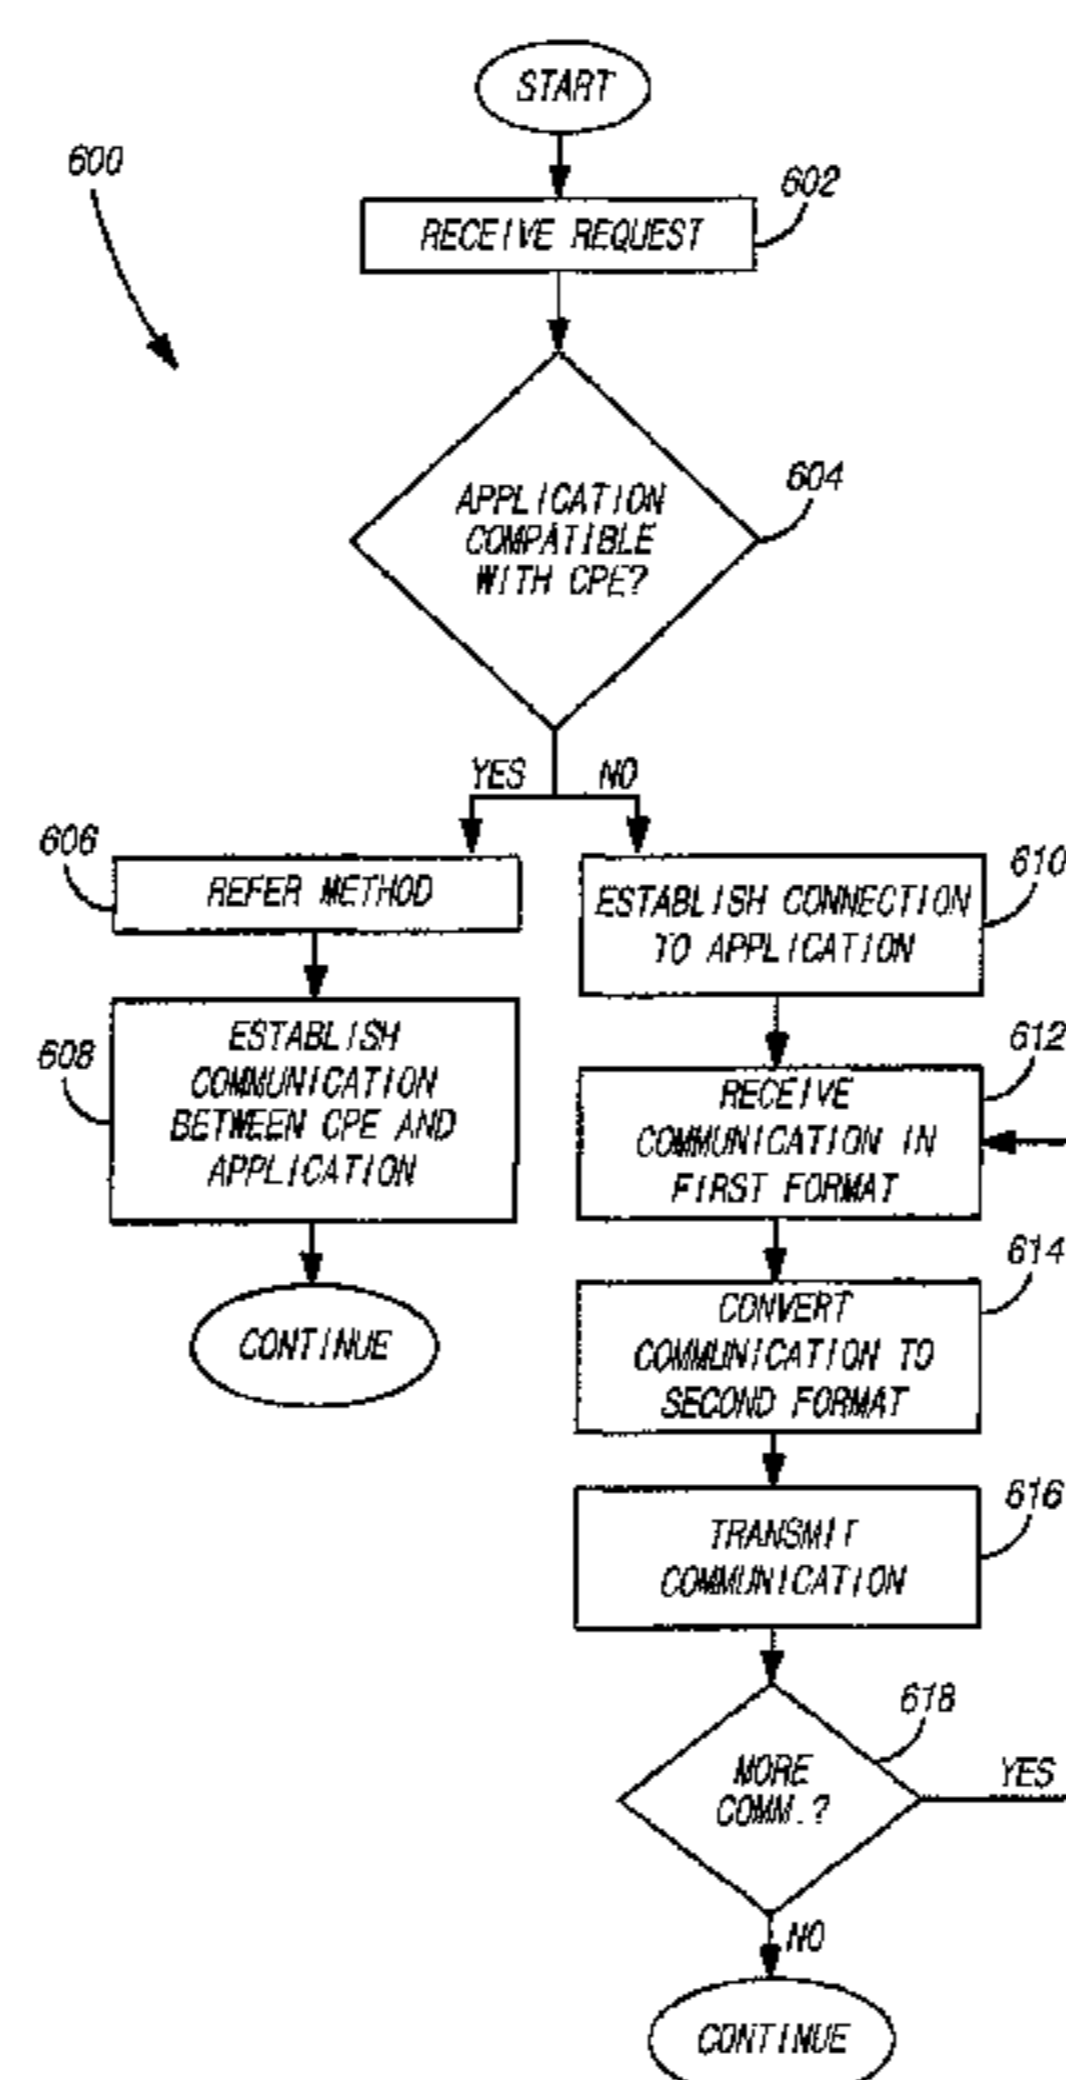 START
600
602
RECEIVE REQUEST
604
APPLICATION
COMPATIBLE
WITH CPE?
YES
NO
606
REFER METHOD
610
ESTABLISH CONNECTION
TO APPLICATION
608
ESTABLISH
COMMUNICATION
BETWEEN CPE AND
APPLICATION
612
RECEIVE
COMMUNICATION IN
FIRST FORMAT
CONTINUE
614
CONVERT
COMMUNICATION TO
SECOND FORMAT
616
TRANSMIT
COMMUNICATION
618
MORE
COMM.?
YES
NO
CONTINUE